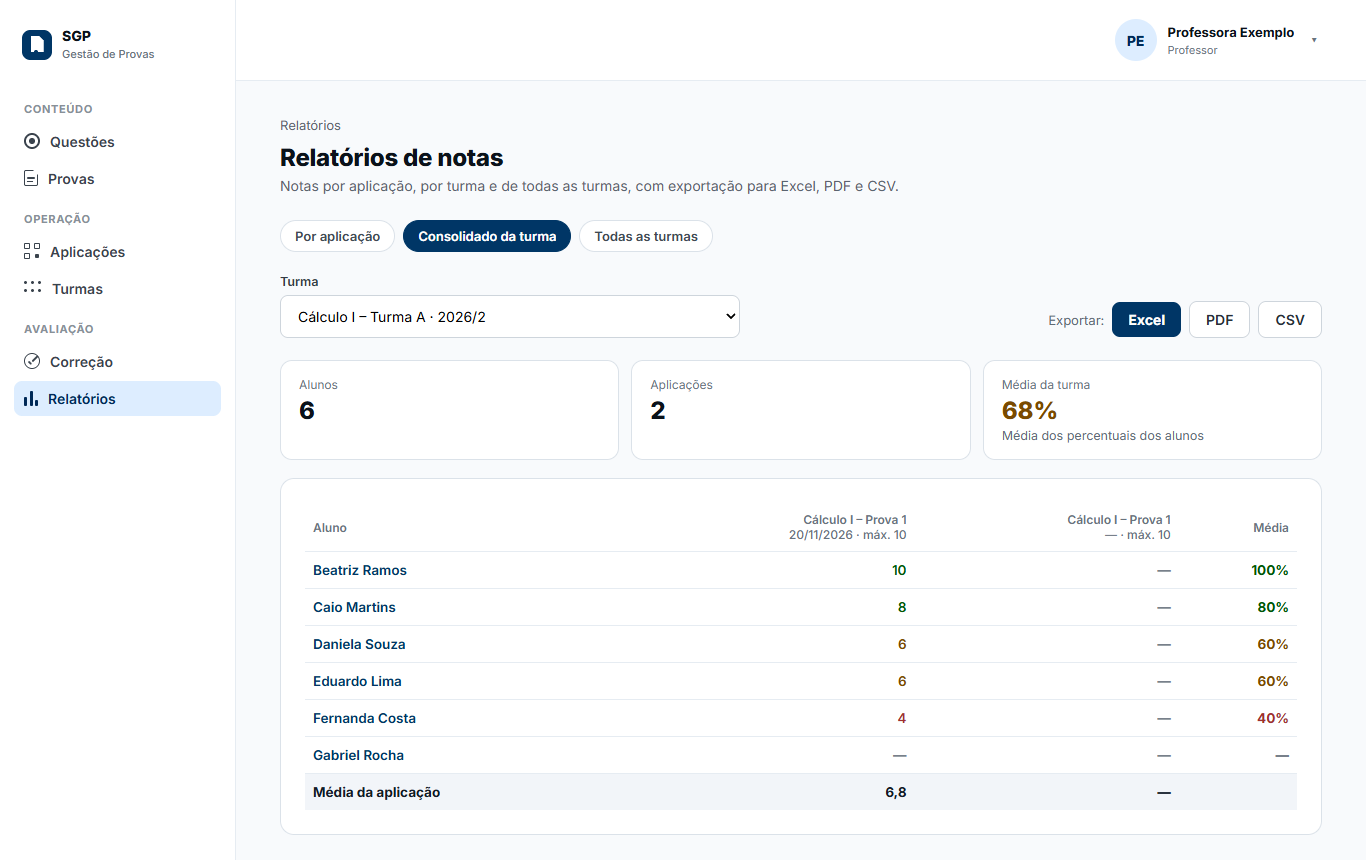 SGP
Gestão de Provas
PE
Professora Exemplo
Professor
CONTEÚDO
Questões
Provas
OPERAÇÃO
Aplicações
Turmas
AVALIAÇÃO
Correção
Relatórios
Relatórios
Relatórios de notas
Notas por aplicação, por turma e de todas as turmas, com exportação para Excel, PDF e CSV.
Por aplicação Consolidado da turma Todas as turmas
Turma
Cálculo I – Turma A · 2026/2
Exportar: Excel PDF CSV
Alunos
6
Aplicações
2
Média da turma
68%
Média dos percentuais dos alunos
Aluno Cálculo I – Prova 1 20/11/2026 · máx. 10 Cálculo I – Prova 1 — · máx. 10 Média
Beatriz Ramos 10 — 100%
Caio Martins 8 — 80%
Daniela Souza 6 — 60%
Eduardo Lima 6 — 60%
Fernanda Costa 4 — 40%
Gabriel Rocha — — —
Média da aplicação 6,8 —